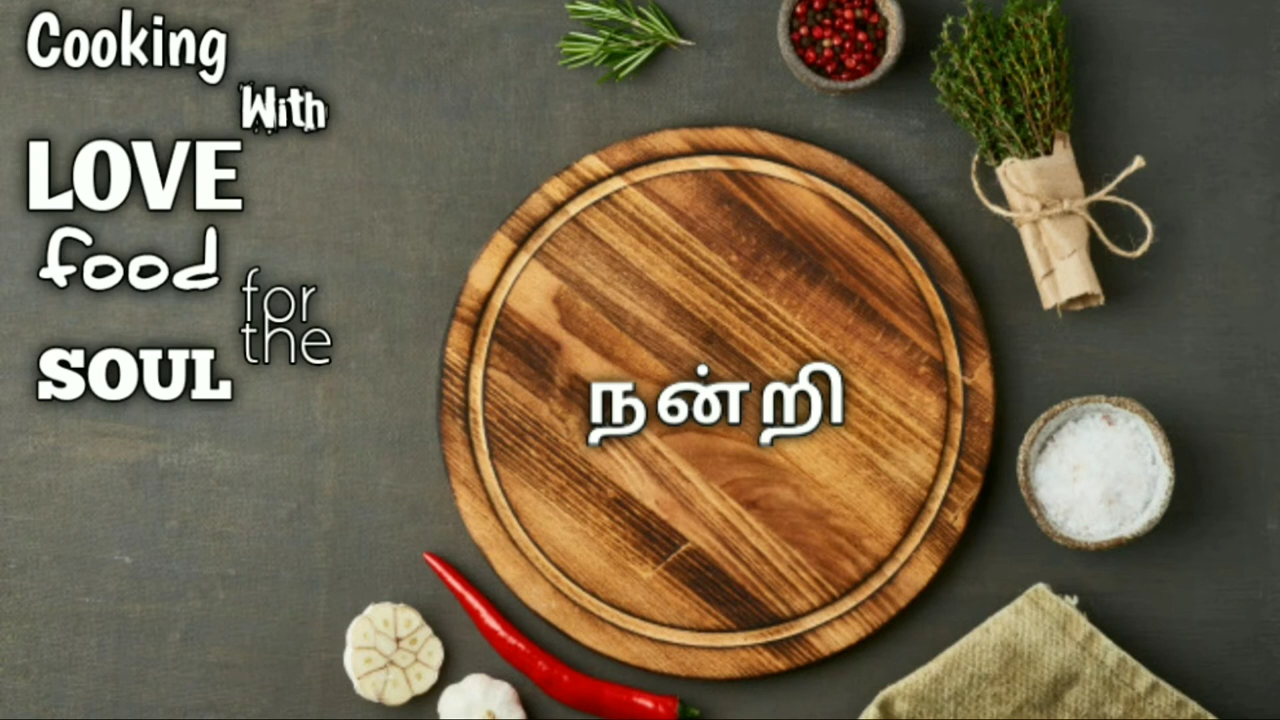 Cooking
With
LOVE
food
for
the
SOUL
நன்றி